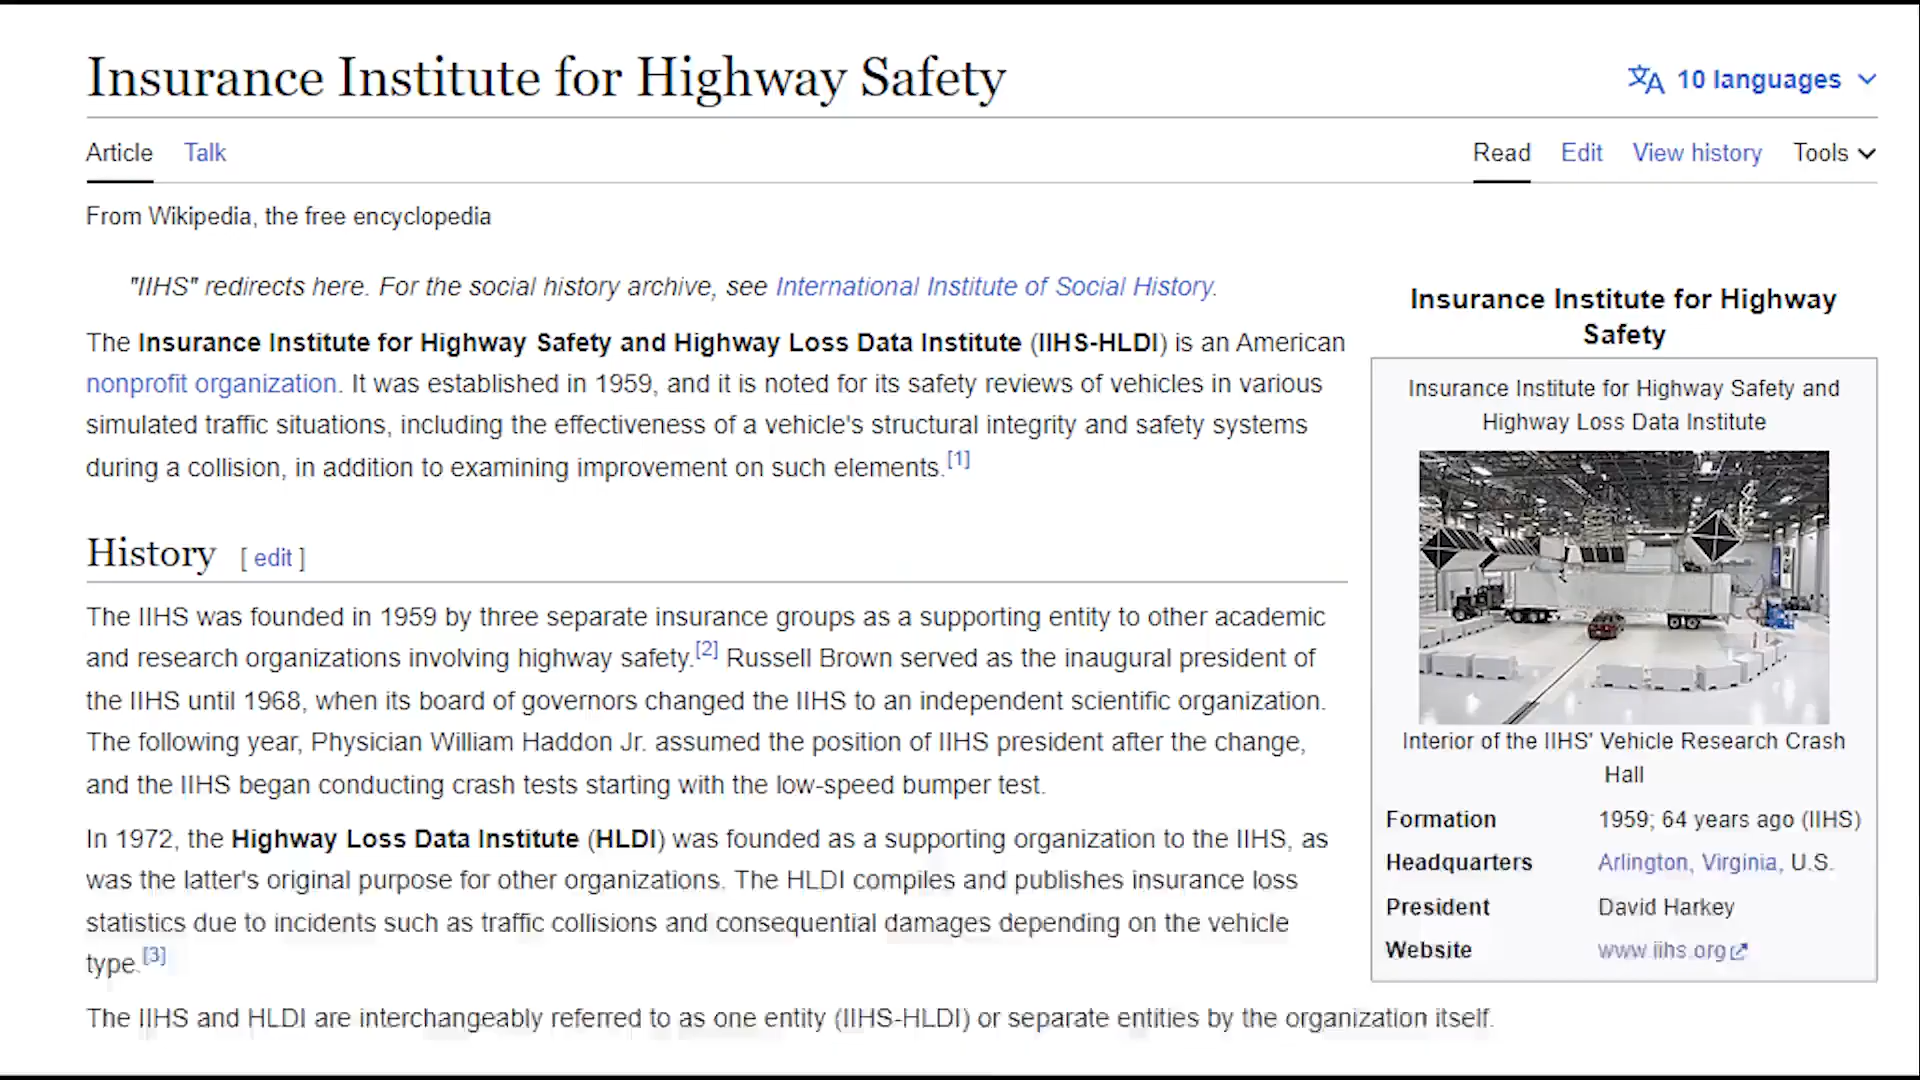 Insurance Institute for Highway Safety
10 languages
Article Talk
Read Edit View history Tools
From Wikipedia, the free encyclopedia
"IIHS" redirects here. For the social history archive, see International Institute of Social History.
The Insurance Institute for Highway Safety and Highway Loss Data Institute (IIHS-HLDI) is an American
nonprofit organization. It was established in 1959, and it is noted for its safety reviews of vehicles in various
simulated traffic situations, including the effectiveness of a vehicle's structural integrity and safety systems
during a collision, in addition to examining improvement on such elements.[1]
History [ edit ]
The IIHS was founded in 1959 by three separate insurance groups as a supporting entity to other academic
and research organizations involving highway safety.[2] Russell Brown served as the inaugural president of
the IIHS until 1968, when its board of governors changed the IIHS to an independent scientific organization.
The following year, Physician William Haddon Jr. assumed the position of IIHS president after the change,
and the IIHS began conducting crash tests starting with the low-speed bumper test.
In 1972, the Highway Loss Data Institute (HLDI) was founded as a supporting organization to the IIHS, as
was the latter's original purpose for other organizations. The HLDI compiles and publishes insurance loss
statistics due to incidents such as traffic collisions and consequential damages depending on the vehicle
type.[3]
The IIHS and HLDI are interchangeably referred to as one entity (IIHS-HLDI) or separate entities by the organization itself.
Insurance Institute for Highway
Safety
Insurance Institute for Highway Safety and
Highway Loss Data Institute
Interior of the IIHS' Vehicle Research Crash
Hall
Formation 1959; 64 years ago (IIHS)
Headquarters Arlington, Virginia, U.S.
President David Harkey
Website www.iihs.org